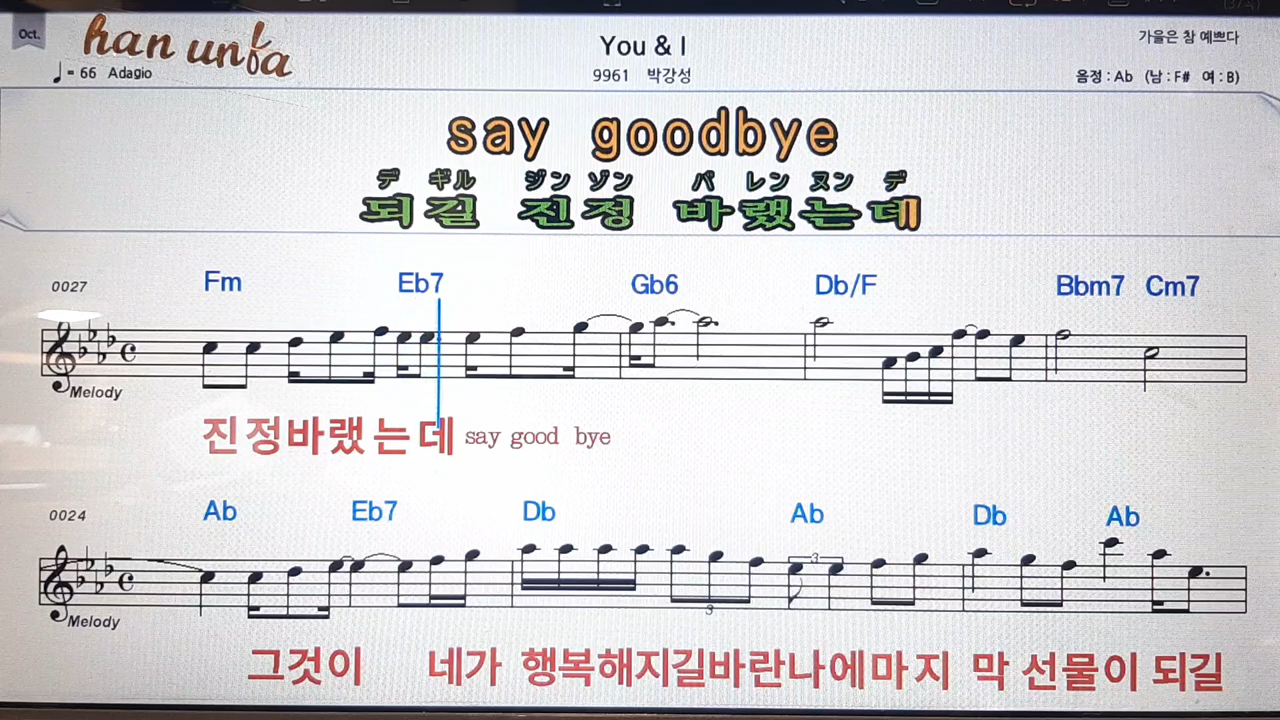 Oct.
han unfa
♩= 66 Adagio
You & I
9961 박강성
가을은 참 예쁘다
음정 : Ab (남 : F# 여 : B)
say goodbye
デ ギル ジン ゾン バ レン ヌン デ
되길 진정 바랬는데
0027
Fm Eb7 Gb6 Db/F Bbm7 Cm7
Melody
진정바랬는데 say good bye
0024
Ab Eb7 Db Ab Db Ab
3
3
Melody
그것이 네가 행복해지길바란나에마지 막 선물이 되길